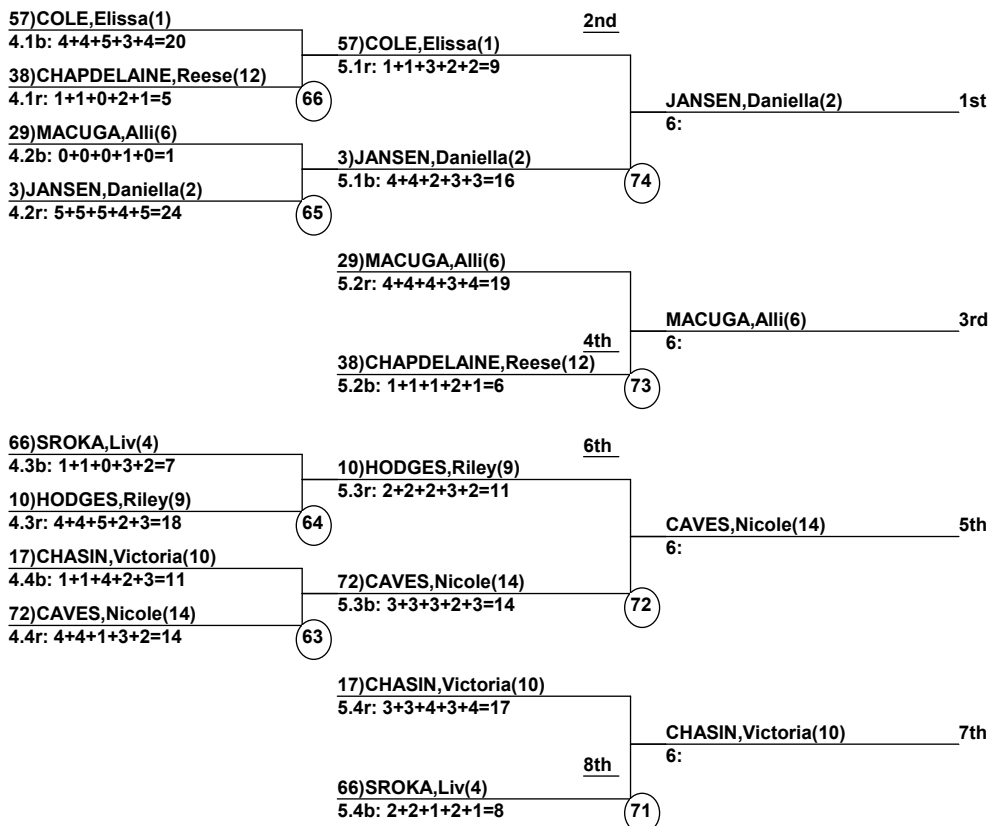 57)COLE,Elissa(1)
4.1b: 4+4+5+3+4=20
38)CHAPDELAINE,Reese(12)
4.1r: 1+1+0+2+1=5
66
29)MACUGA,Alli(6)
4.2b: 0+0+0+1+0=1
3)JANSEN,Daniella(2)
4.2r: 5+5+5+4+5=24
65
2nd
57)COLE,Elissa(1)
5.1r: 1+1+3+2+2=9
3)JANSEN,Daniella(2)
5.1b: 4+4+2+3+3=16
74
JANSEN,Daniella(2)
1st
6:
29)MACUGA,Alli(6)
5.2r: 4+4+4+3+4=19
4th
38)CHAPDELAINE,Reese(12)
5.2b: 1+1+1+2+1=6
73
MACUGA,Alli(6)
3rd
6:
66)SROKA,Liv(4)
4.3b: 1+1+0+3+2=7
10)HODGES,Riley(9)
4.3r: 4+4+5+2+3=18
64
17)CHASIN,Victoria(10)
4.4b: 1+1+4+2+3=11
72)CAVES,Nicole(14)
4.4r: 4+4+1+3+2=14
63
6th
10)HODGES,Riley(9)
5.3r: 2+2+2+3+2=11
72)CAVES,Nicole(14)
5.3b: 3+3+3+2+3=14
72
CAVES,Nicole(14)
5th
6:
17)CHASIN,Victoria(10)
5.4r: 3+3+4+3+4=17
8th
66)SROKA,Liv(4)
5.4b: 2+2+1+2+1=8
71
CHASIN,Victoria(10)
7th
6: